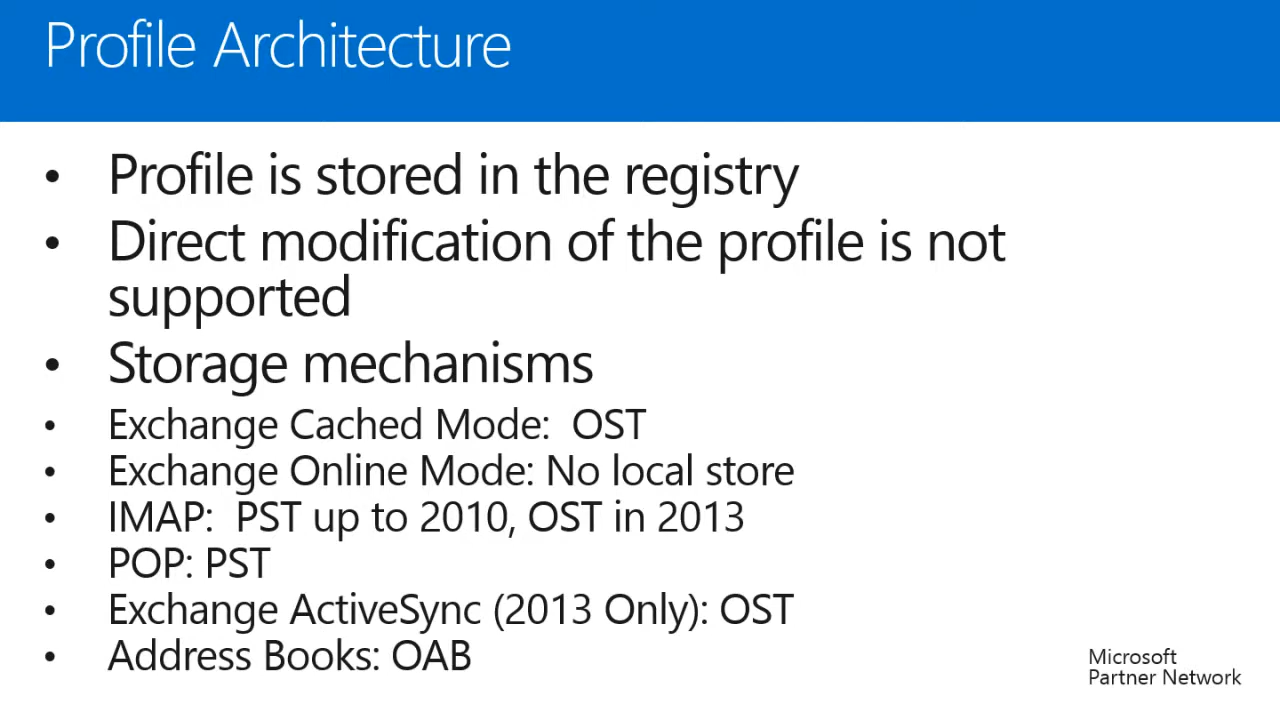 Profile Architecture
• Profile is stored in the registry
• Direct modification of the profile is not
supported
• Storage mechanisms
• Exchange Cached Mode:  OST
• Exchange Online Mode: No local store
• IMAP:  PST up to 2010, OST in 2013
• POP: PST
• Exchange ActiveSync (2013 Only): OST
• Address Books: OAB
Microsoft
Partner Network